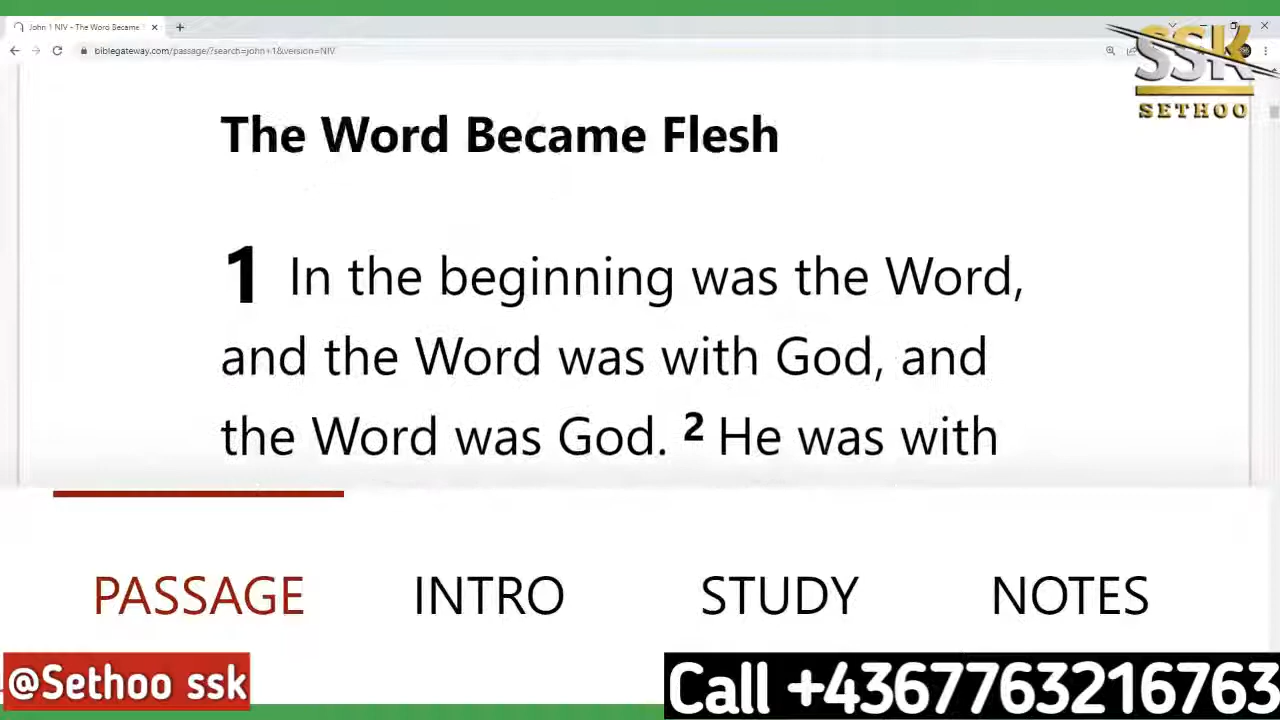 John 1 NIV - The Word Became
biblegateway.com/passage/?search=john+1&version=NIV
SSK
SETHOO
The Word Became Flesh
1 In the beginning was the Word,
and the Word was with God, and
the Word was God. 2 He was with
PASSAGE INTRO STUDY NOTES
@Sethoo ssk
Call +4367763216763